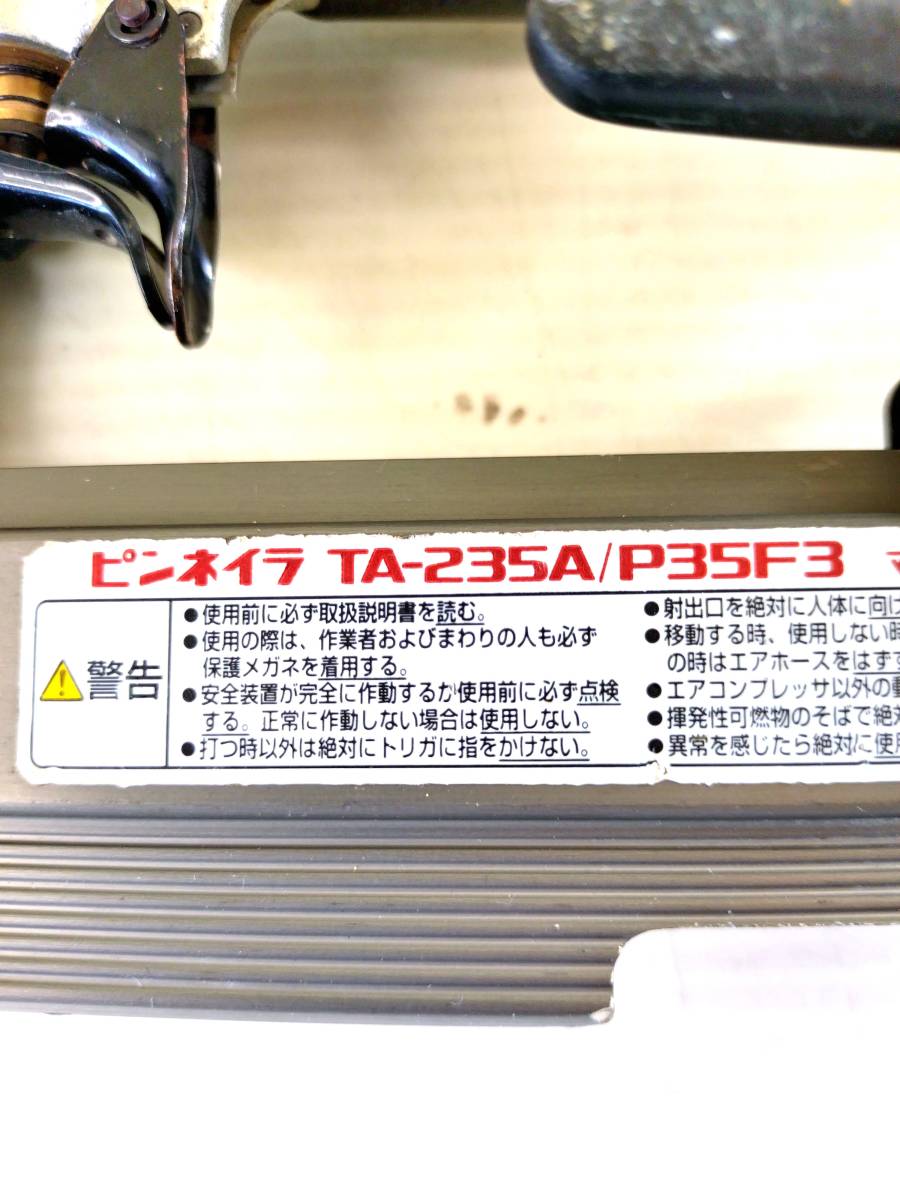 ピンネイラ TA-235A/P35F3
警告
●使用前に必ず取扱説明書を読む。
●使用の際は、作業者およびまわりの人も必ず
保護メガネを着用する。
●安全装置が完全に作動するか使用前に必ず点検
する。正常に作動しない場合は使用しない。
●打つ時以外は絶対にトリガに指をかけない。
●射出口を絶対に人体に向け
●移動する時、使用しない時
の時はエアホースをはず
●エアコンプレッサ以外の
●揮発性可燃物のそばで絶
●異常を感じたら絶対に使